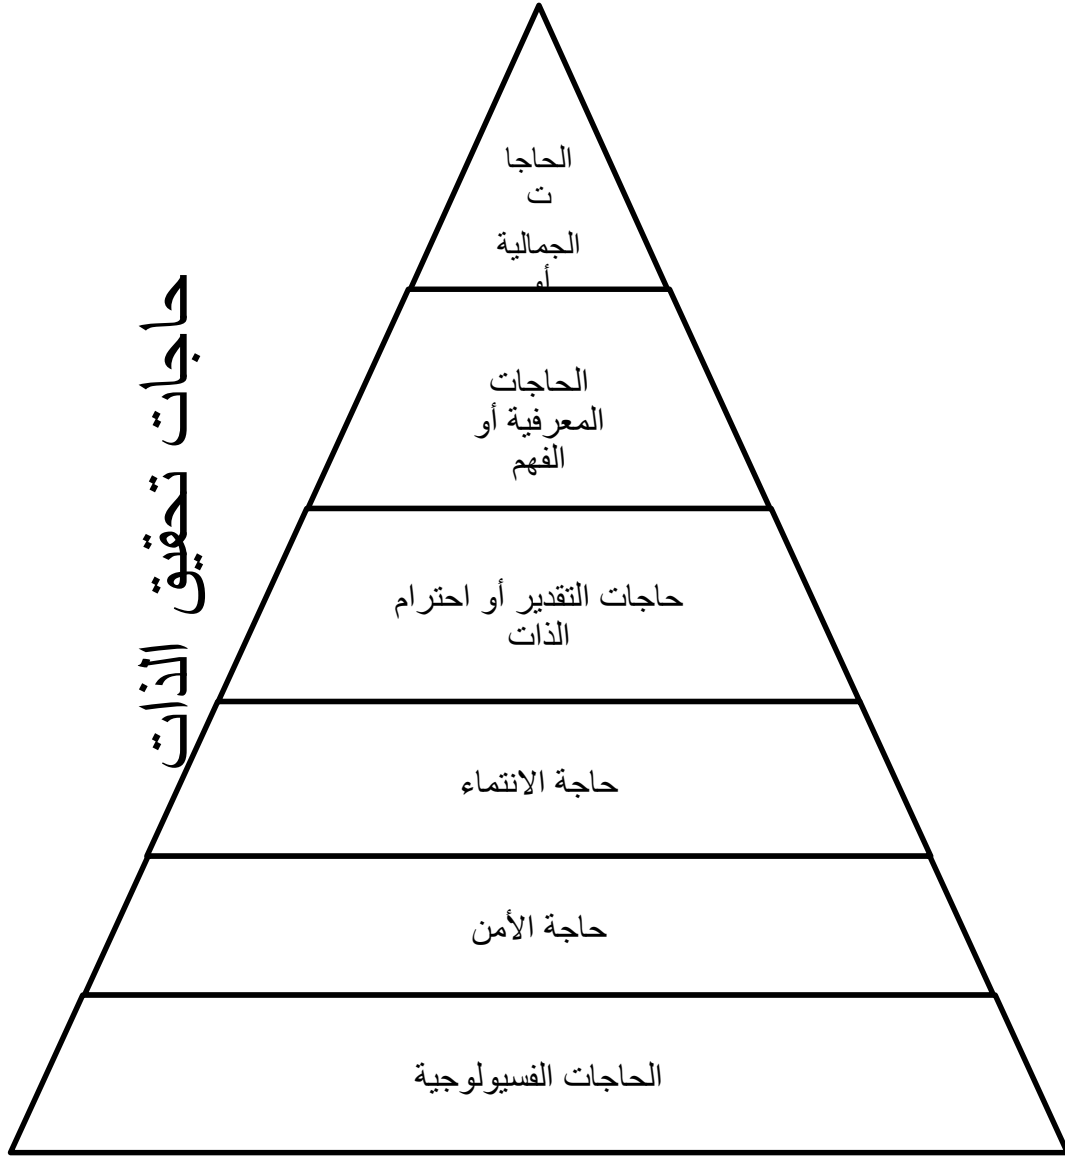 الحاجا
ت
الجمالية
أو
الحاجات
المعرفية أو
الفهم
حاجات التقدير أو احترام
الذات
حاجة الانتماء
حاجة الأمن
الحاجات الفسيولوجية
حاجات تحقيق الذات